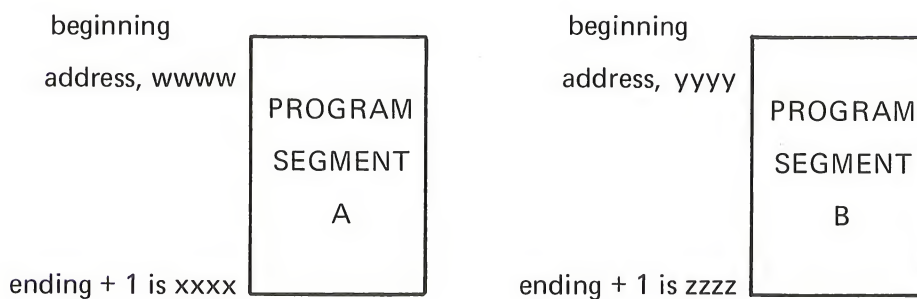 beginning
address, wwww
PROGRAM
SEGMENT
A
ending + 1 is xxxx
beginning
address, yyyy
PROGRAM
SEGMENT
B
ending + 1 is zzzz